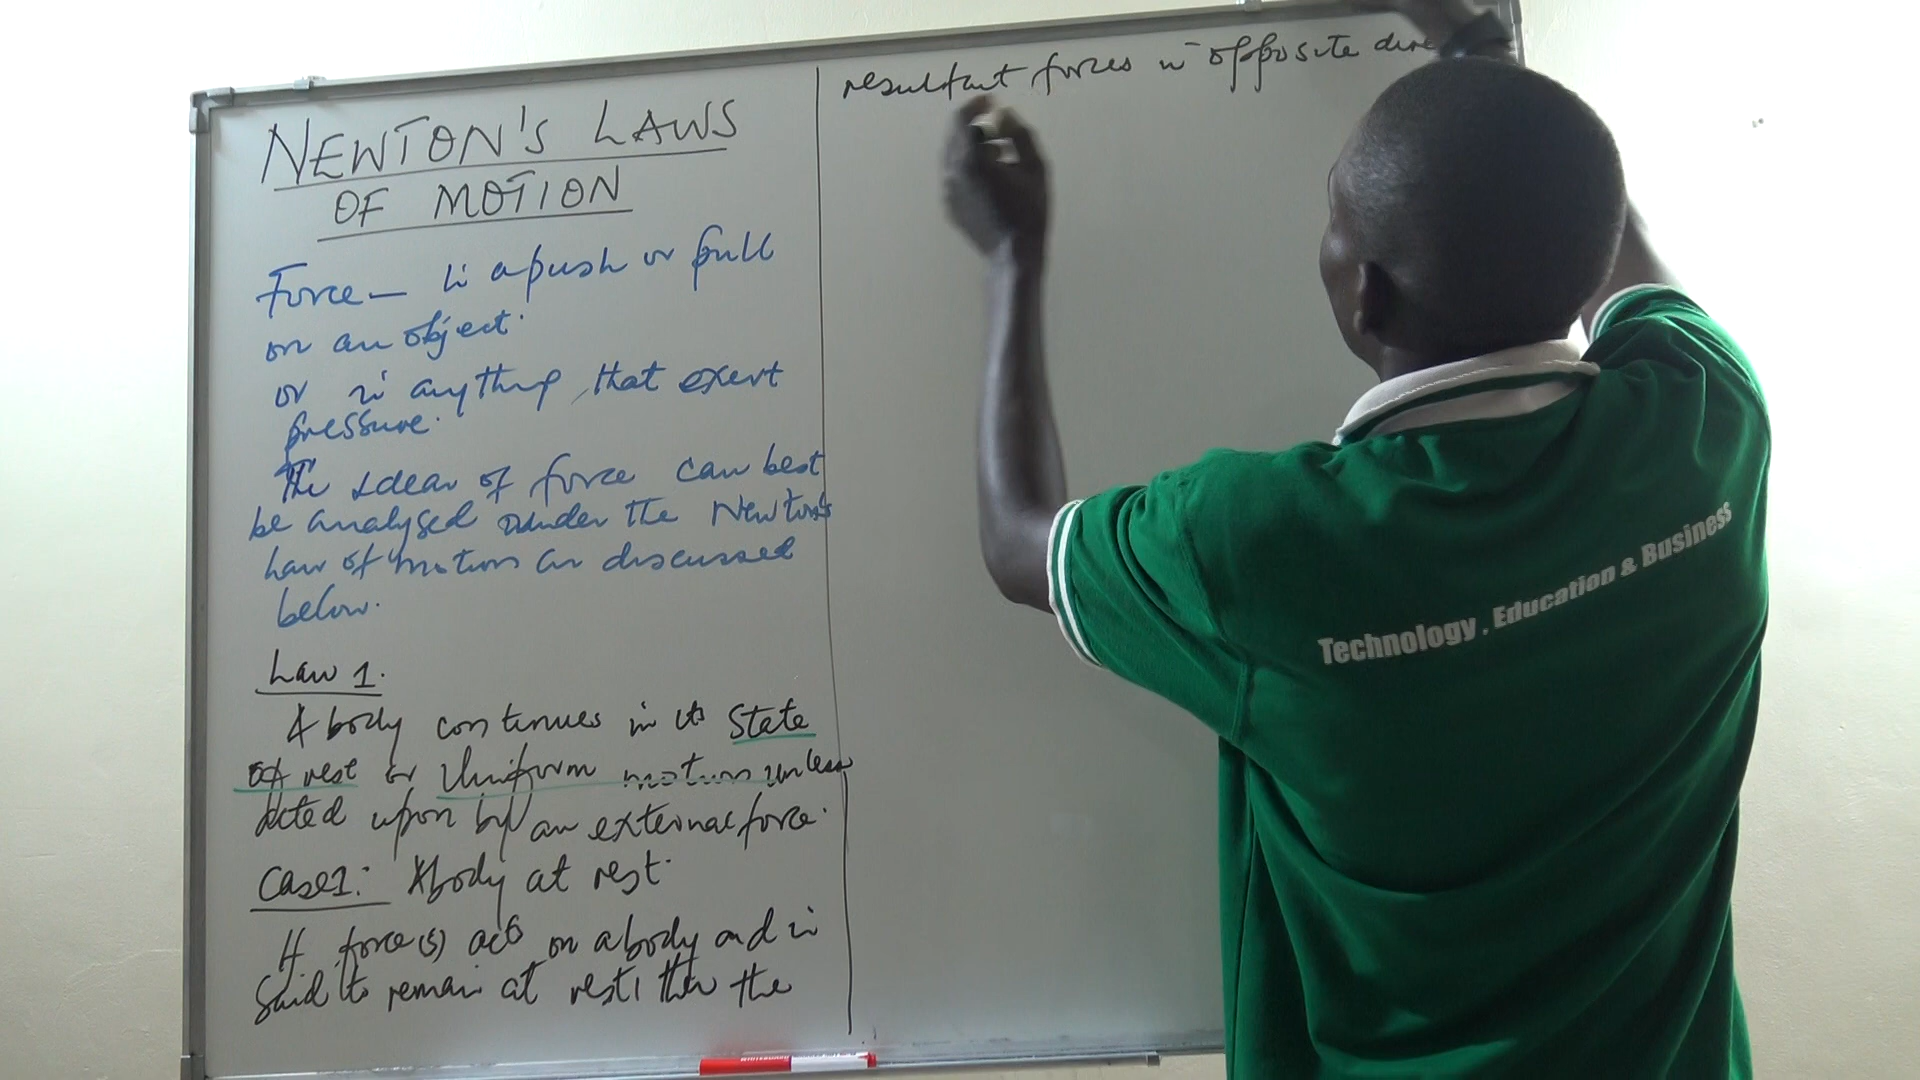 NEWTON'S LAWS
OF MOTION
Force - is a push or pull
on an object.
or is anything that exert
pressure.
The idea of force can best
be analysed under the Newton's
law of motion as discussed
below.
Law 1.
A body continues in its State
of rest or Uniform motion unless
acted upon by an external force.
Case1: A body at rest.
If force(s) acts on a body and is
Said to remain at rest, then the
resultant forces in opposite dire
Technology, Education & Business